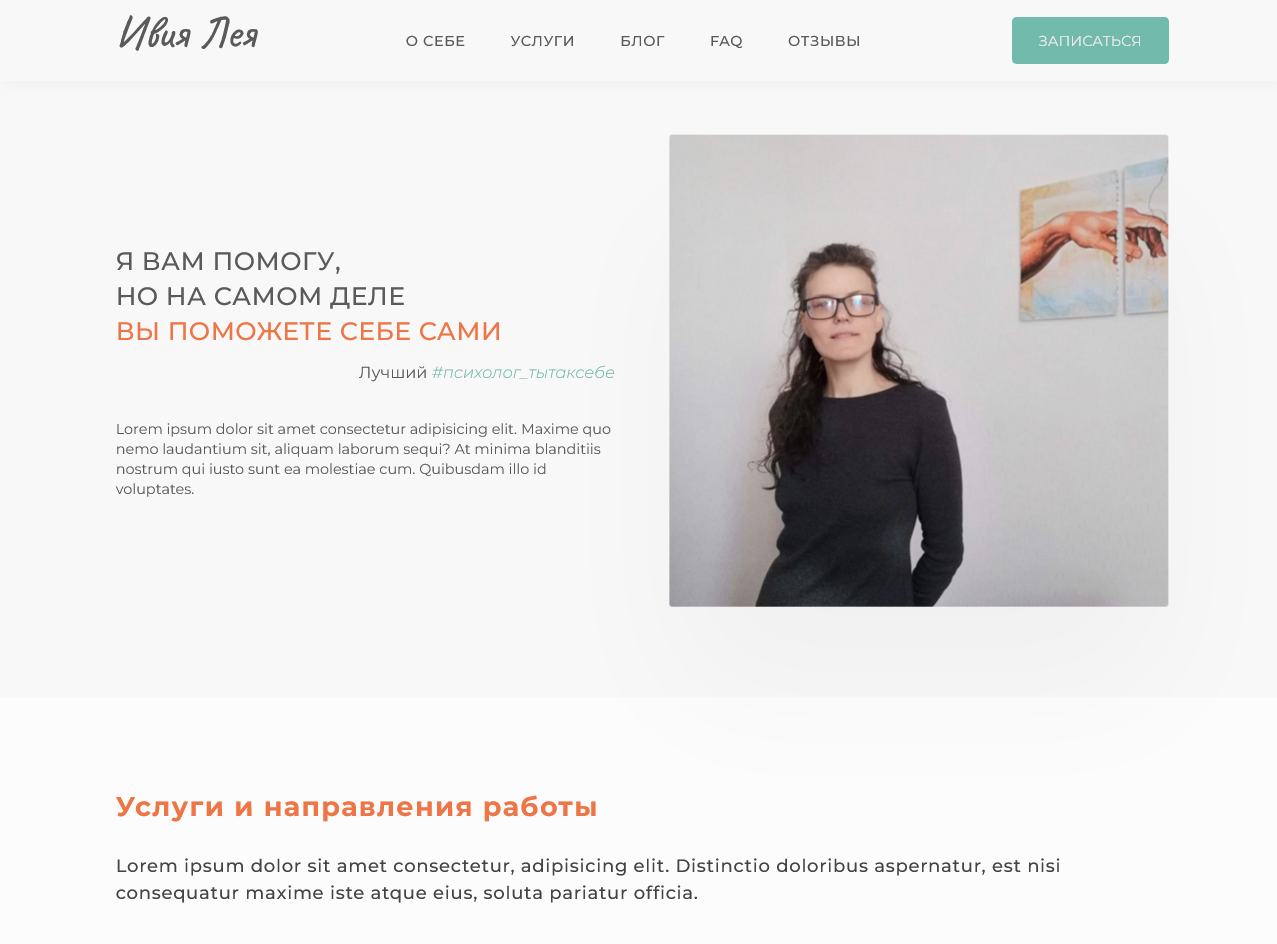 Ивия Лея
О СЕБЕ
УСЛУГИ
БЛОГ
FAQ
ОТЗЫВЫ
ЗАПИСАТЬСЯ
Я ВАМ ПОМОГУ,
НО НА САМОМ ДЕЛЕ
ВЫ ПОМОЖЕТЕ СЕБЕ САМИ
Лучший #психолог_тытаксебе
Lorem ipsum dolor sit amet consectetur adipisicing elit. Maxime quo
nemo laudantium sit, aliquam laborum sequi? At minima blanditiis
nostrum qui iusto sunt ea molestiae cum. Quibusdam illo id
voluptates.
Услуги и направления работы
Lorem ipsum dolor sit amet consectetur, adipisicing elit. Distinctio doloribus aspernatur, est nisi
consequatur maxime iste atque eius, soluta pariatur officia.